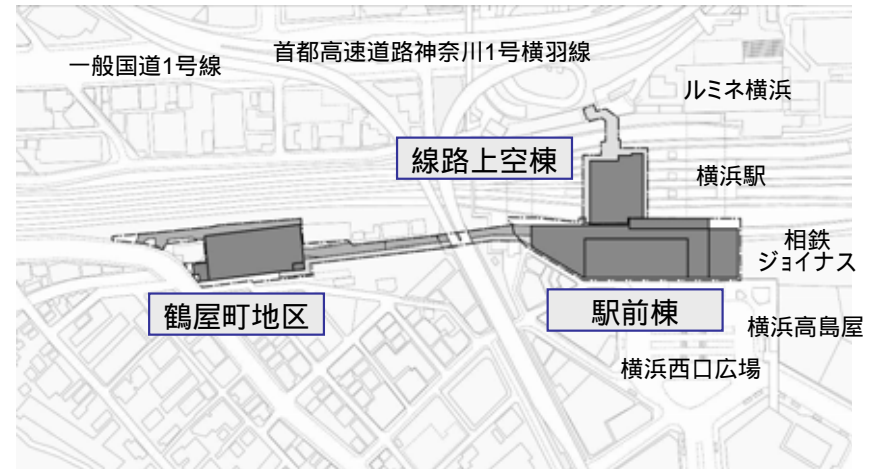 首都高速道路神奈川1号横羽線
一般国道1号線
ルミネ横浜
線路上空棟
横浜駅
相鉄
ジョイナス
鶴屋町地区
駅前棟
横浜高島屋
横浜西口広場